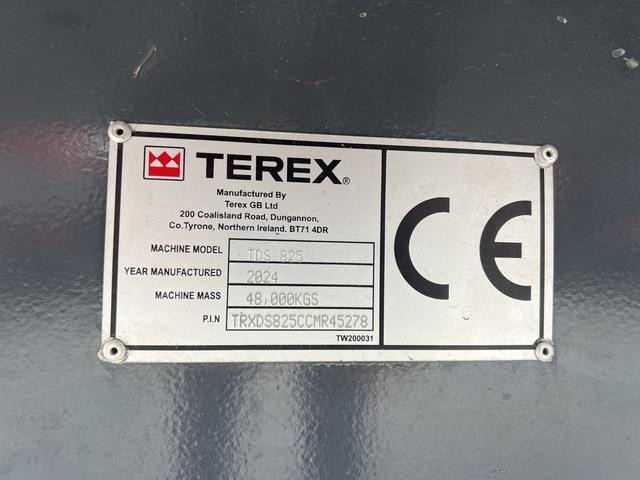 TEREX®
Manufactured By
Terex GB Ltd
200 Coalisland Road, Dungannon,
Co.Tyrone, Northern Ireland. BT71 4DR
MACHINE MODEL TDS 825
YEAR MANUFACTURED 2024
MACHINE MASS 48,000KGS
P.I.N TRXDS825CCMR45278
TW200031
CE